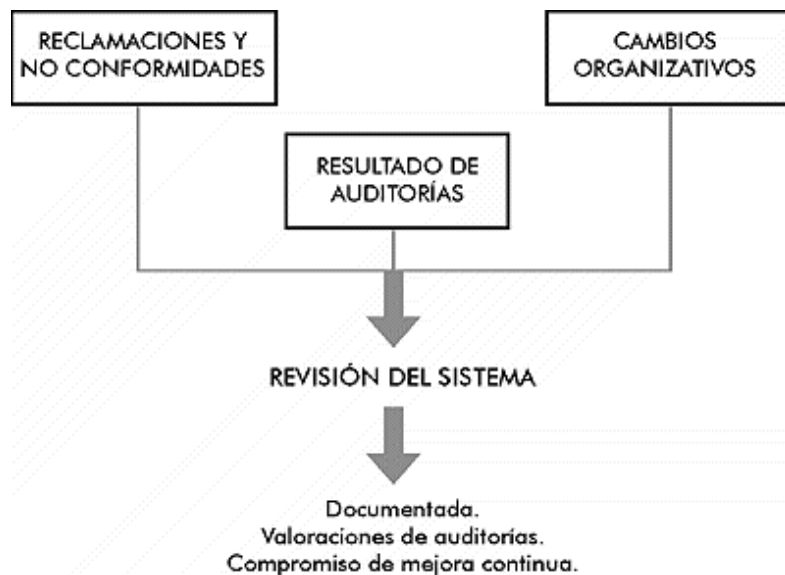 RECLAMACIONES Y
NO CONFORMIDADES
CAMBIOS
ORGANIZATIVOS
RESULTADO DE
AUDITORÍAS
REVISIÓN DEL SISTEMA
Documentada.
Valoraciones de auditorías.
Compromiso de mejora continua.